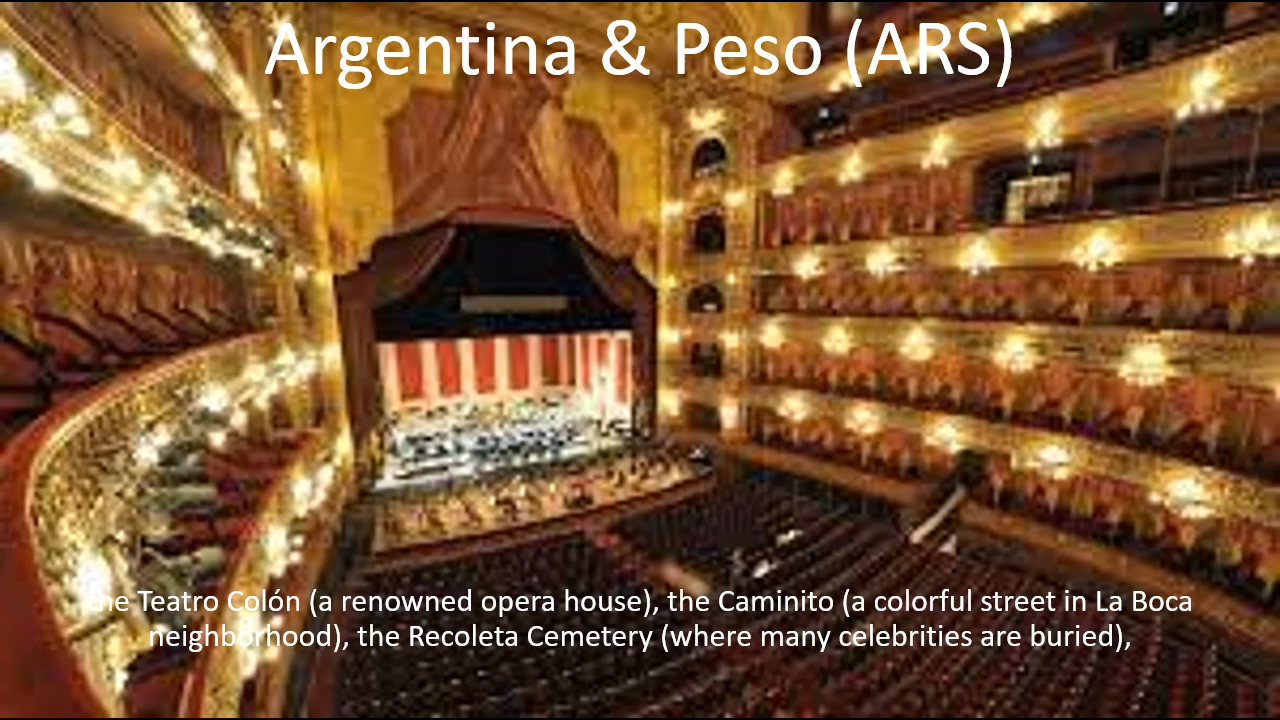 Argentina & Peso (ARS)
the Teatro Colón (a renowned opera house), the Caminito (a colorful street in La Boca
neighborhood), the Recoleta Cemetery (where many celebrities are buried),